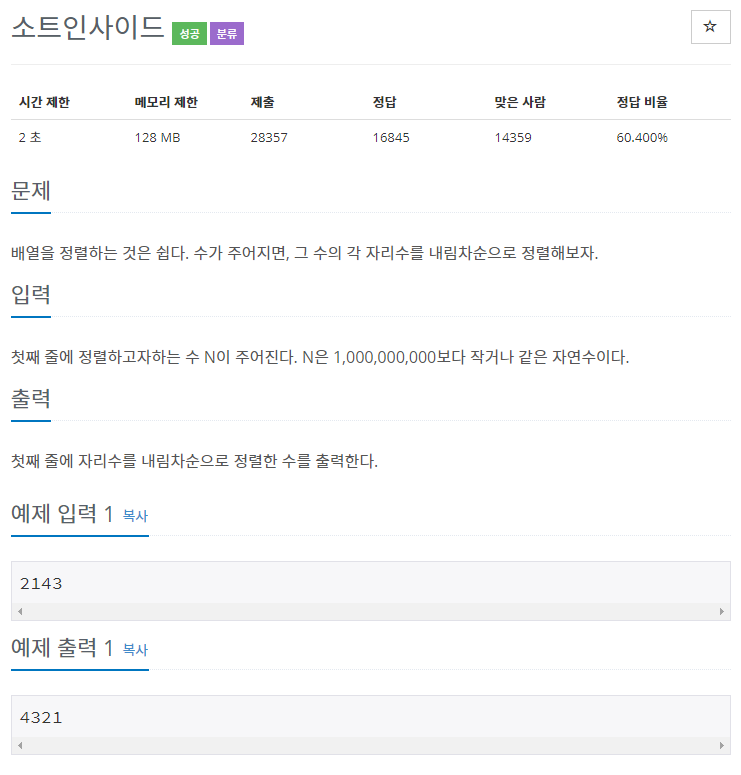 소트인사이드 성공 분류 ☆
시간 제한 메모리 제한 제출 정답 맞은 사람 정답 비율
2 초 128 MB 28357 16845 14359 60.400%
문제
배열을 정렬하는 것은 쉽다. 수가 주어지면, 그 수의 각 자리수를 내림차순으로 정렬해보자.
입력
첫째 줄에 정렬하고자하는 수 N이 주어진다. N은 1,000,000,000보다 작거나 같은 자연수이다.
출력
첫째 줄에 자리수를 내림차순으로 정렬한 수를 출력한다.
예제 입력 1 복사
2143
예제 출력 1 복사
4321